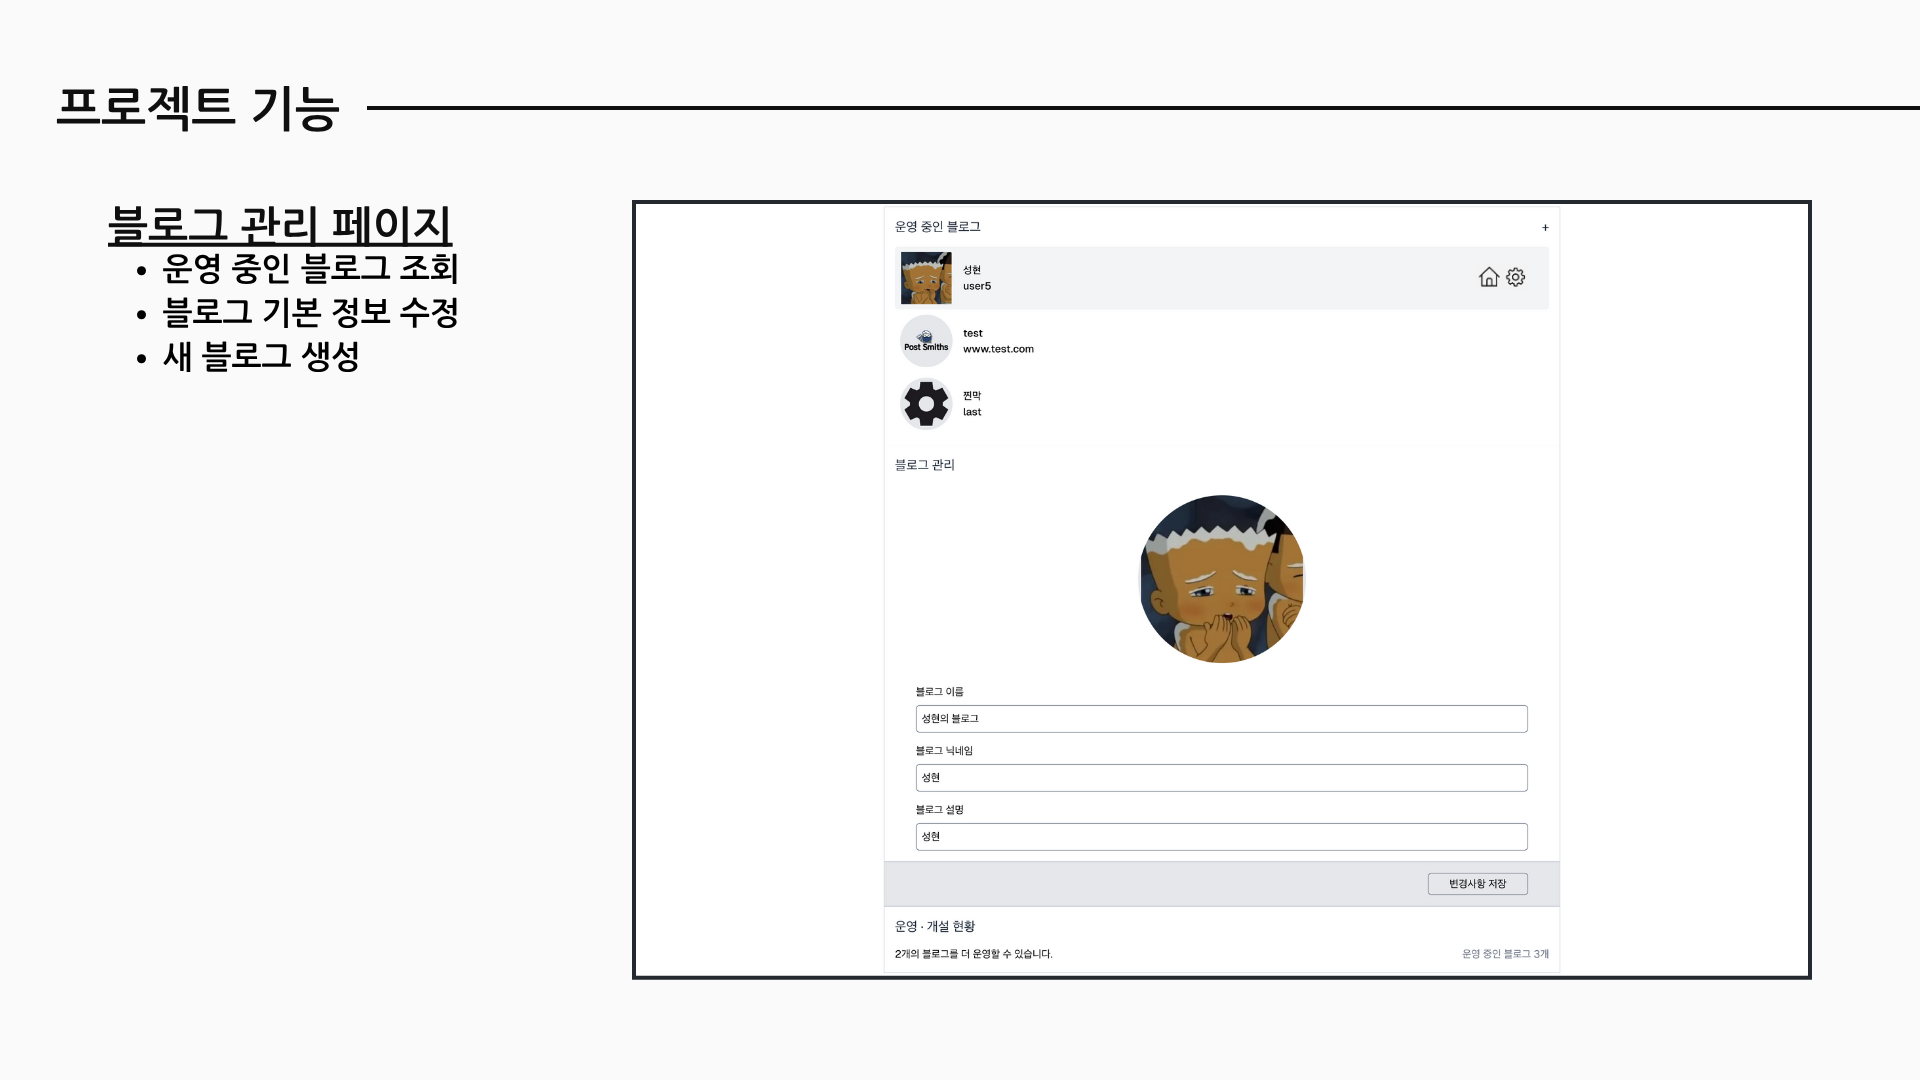 프로젝트 기능
블로그 관리 페이지
• 운영 중인 블로그 조회
• 블로그 기본 정보 수정
• 새 블로그 생성
운영 중인 블로그 +
성현
user5
Post Smiths
test
www.test.com
찐막
last
블로그 관리
블로그 이름
성현의 블로그
블로그 닉네임
성현
블로그 설명
성현
변경사항 저장
운영 · 개설 현황
2개의 블로그를 더 운영할 수 있습니다. 운영 중인 블로그 3개